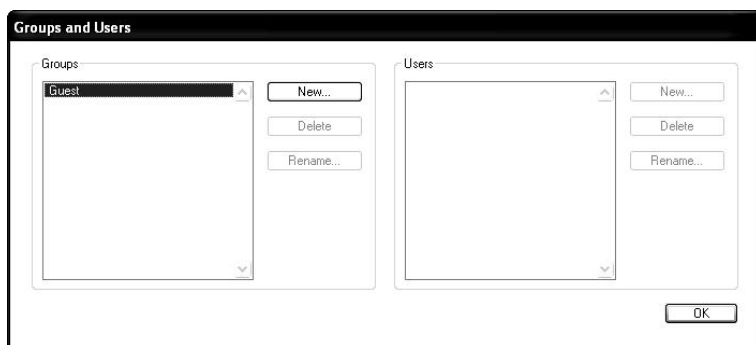 Groups and Users
Groups
Guest
New...
Delete
Rename...
Users
New...
Delete
Rename...
OK